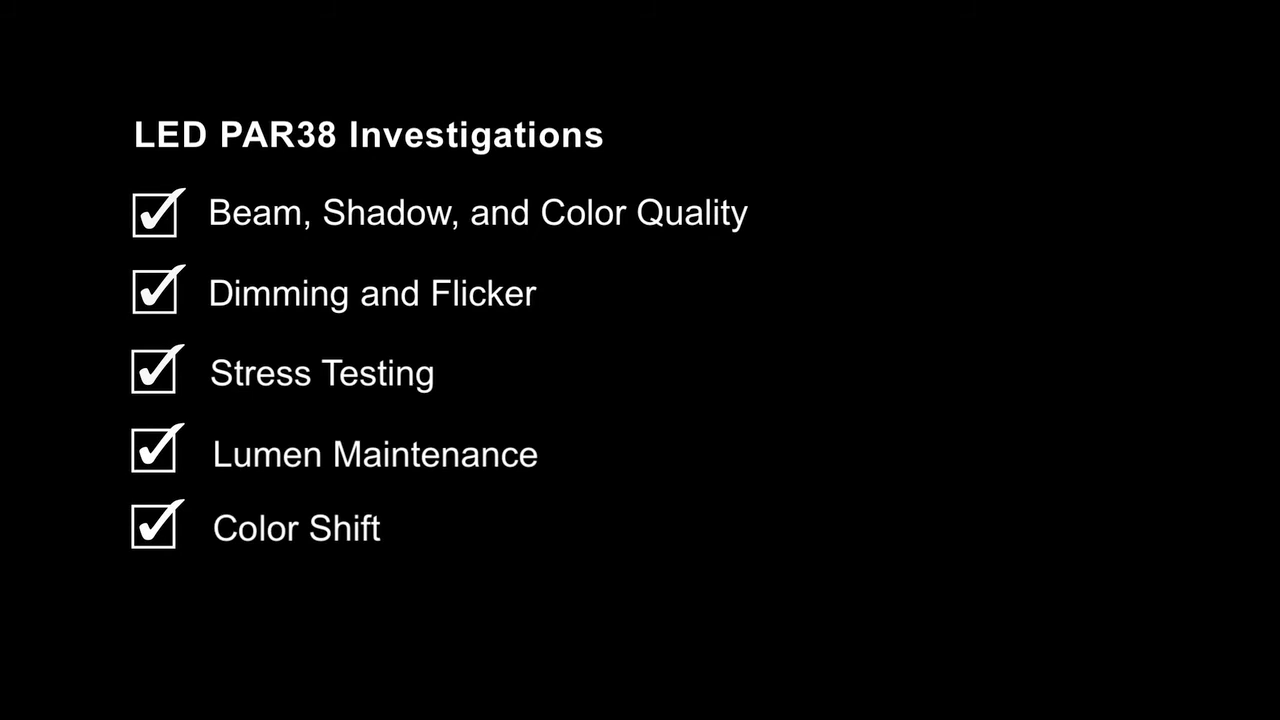 LED PAR38 Investigations
Beam, Shadow, and Color Quality
Dimming and Flicker
Stress Testing
Lumen Maintenance
Color Shift